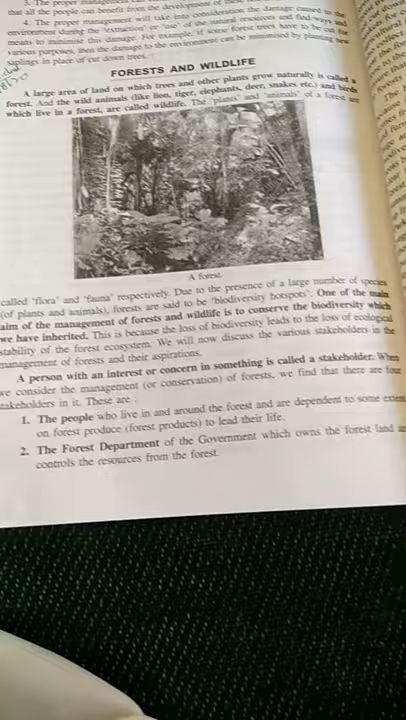 3. The proper
that all the people can benefit from the development of these
4. The proper management will take into consideration the damage caused to the
environment during the 'extraction' or 'use' of the natural resources and find ways and
means to minimise this damage. For example, if some forest trees have to be cut for
various purposes, then the damage to the environment can be minimised by planting new
saplings in place of cut down trees.
FORESTS AND WILDLIFE
A large area of land on which trees and other plants grow naturally is called a
forest. And the wild animals (like lion, tiger, elephants, deer, snakes etc.) and birds
which live in a forest, are called wildlife. The 'plants' and 'animals' of a forest are
A forest.
called 'flora' and 'fauna' respectively. Due to the presence of a large number of species
(of plants and animals), forests are said to be 'biodiversity hotspots'. One of the main
aim of the management of forests and wildlife is to conserve the biodiversity which
we have inherited. This is because the loss of biodiversity leads to the loss of ecological
stability of the forest ecosystem. We will now discuss the various stakeholders in the
management of forests and their aspirations.
A person with an interest or concern in something is called a stakeholder. When
we consider the management (or conservation) of forests, we find that there are four
stakeholders in it. These are :
1. The people who live in and around the forest and are dependent to some extent
on forest produce (forest products) to lead their life.
2. The Forest Department of the Government which owns the forest land an
controls the resources from the forest.